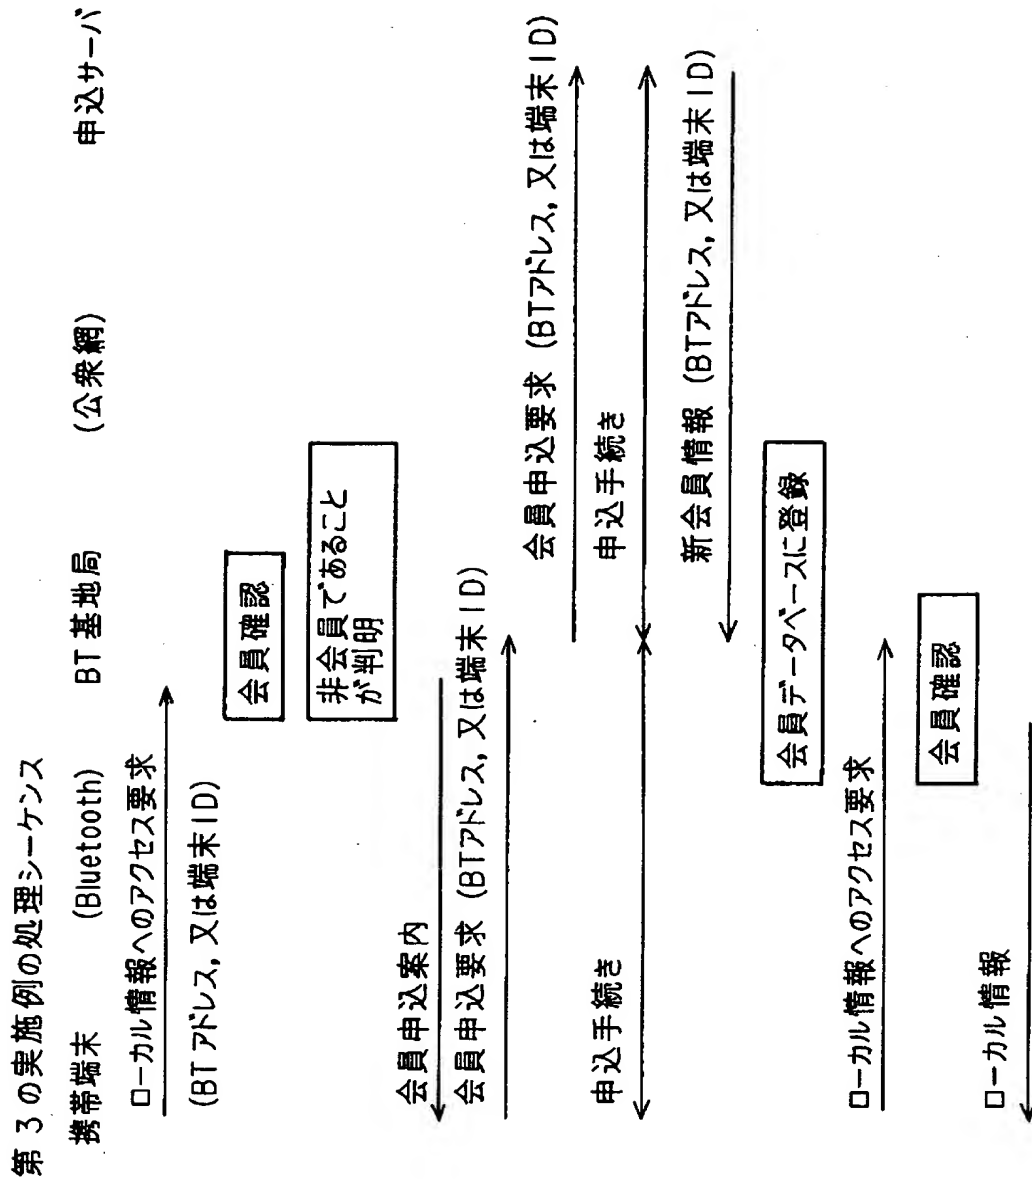 第3の実施例の処理シーケンス
携帯端末 (Bluetooth) BT基地局 (公衆網) 申込サーバ
ローカル情報へのアクセス要求
(BTアドレス, 又は端末ID)
会員確認
非会員であること
が判明
会員申込案内
会員申込要求 (BTアドレス, 又は端末ID)
会員申込要求 (BTアドレス, 又は端末ID)
申込手続き
申込手続き
新会員情報 (BTアドレス, 又は端末ID)
会員データベースに登録
ローカル情報へのアクセス要求
会員確認
ローカル情報